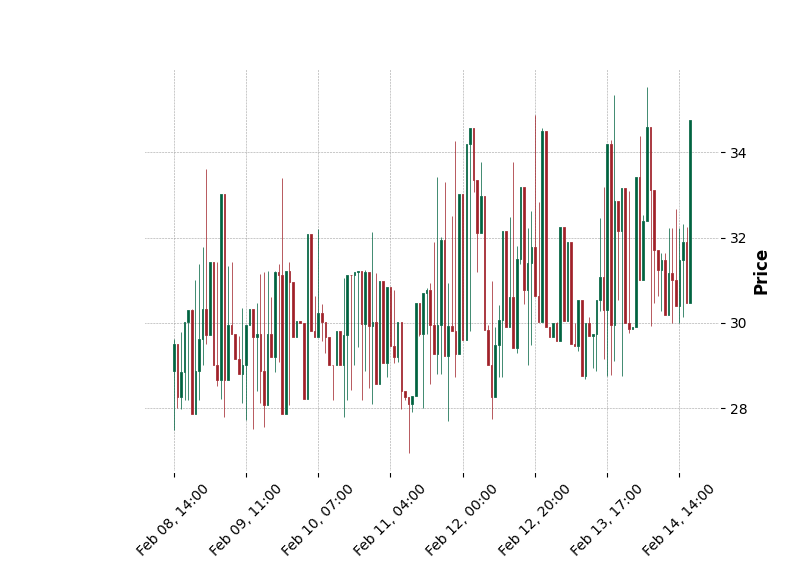 34
32
30
28
Price
Feb 08, 14:00
Feb 09, 11:00
Feb 10, 07:00
Feb 11, 04:00
Feb 12, 00:00
Feb 12, 20:00
Feb 13, 17:00
Feb 14, 14:00